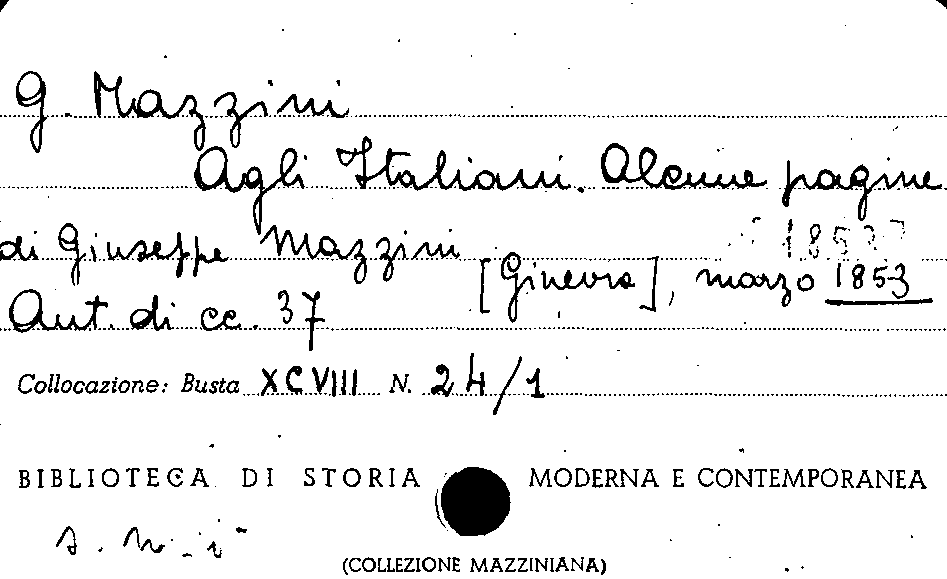 G. Mazzini
Agli Italiani. Alcune pagine
di Giuseppe Mazzini
[Ginevra], marzo 1853
Aut. di cc. 37
Collocazione: Busta XCVIII N. 24/1
BIBLIOTECA DI STORIA MODERNA E CONTEMPORANEA
(COLLEZIONE MAZZINIANA)